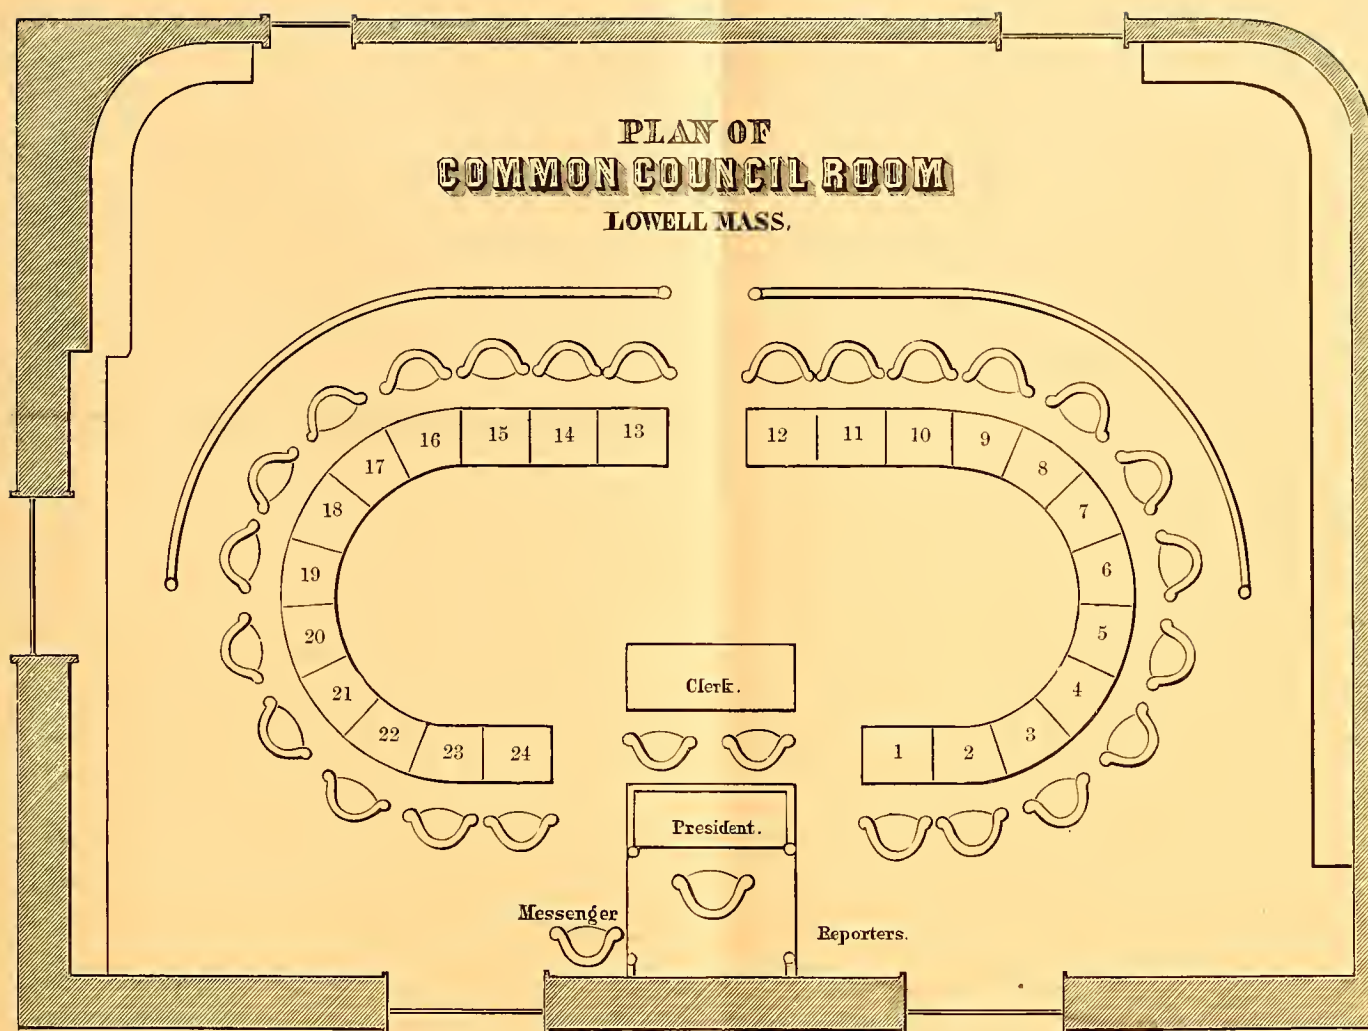 PLAN OF
COMMON COUNCIL ROOM
LOWELL MASS.
16 15 14 13 12 11 10 9
17 8
18 7
19 6
20 5
21 4
22 3
23 24 1 2
Clerk.
President.
Messenger
Reporters.